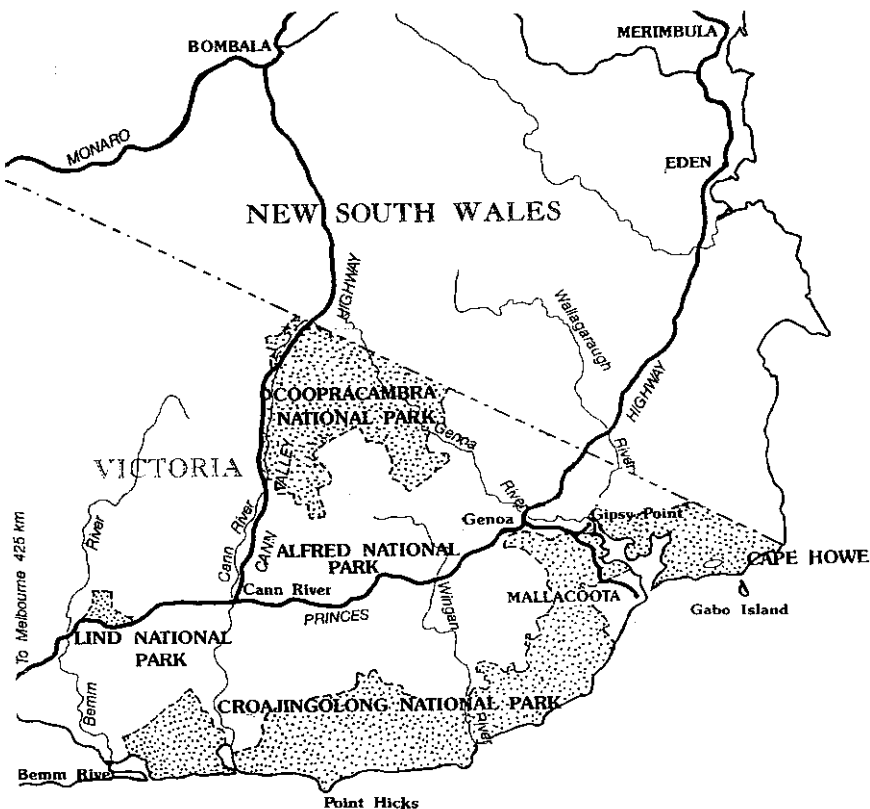 BOMBALA
MERIMBULA
MONARO
EDEN
NEW SOUTH WALES
HIGHWAY
Wallagaraugh
River
HIGHWAY
COOPRACAMBRA
NATIONAL PARK
Genoa
River
VICTORIA
VALLEY
CANN
Cann River
River
Bemm
To Melbourne 425 km
Genoa
Gipsy Point
ALFRED NATIONAL
PARK
CAPE HOWE
Cann River
MALLACOOTA
Gabo Island
PRINCES
Wingan
River
LIND NATIONAL
PARK
CROAJINGOLONG NATIONAL PARK
Bemm River
Point Hicks